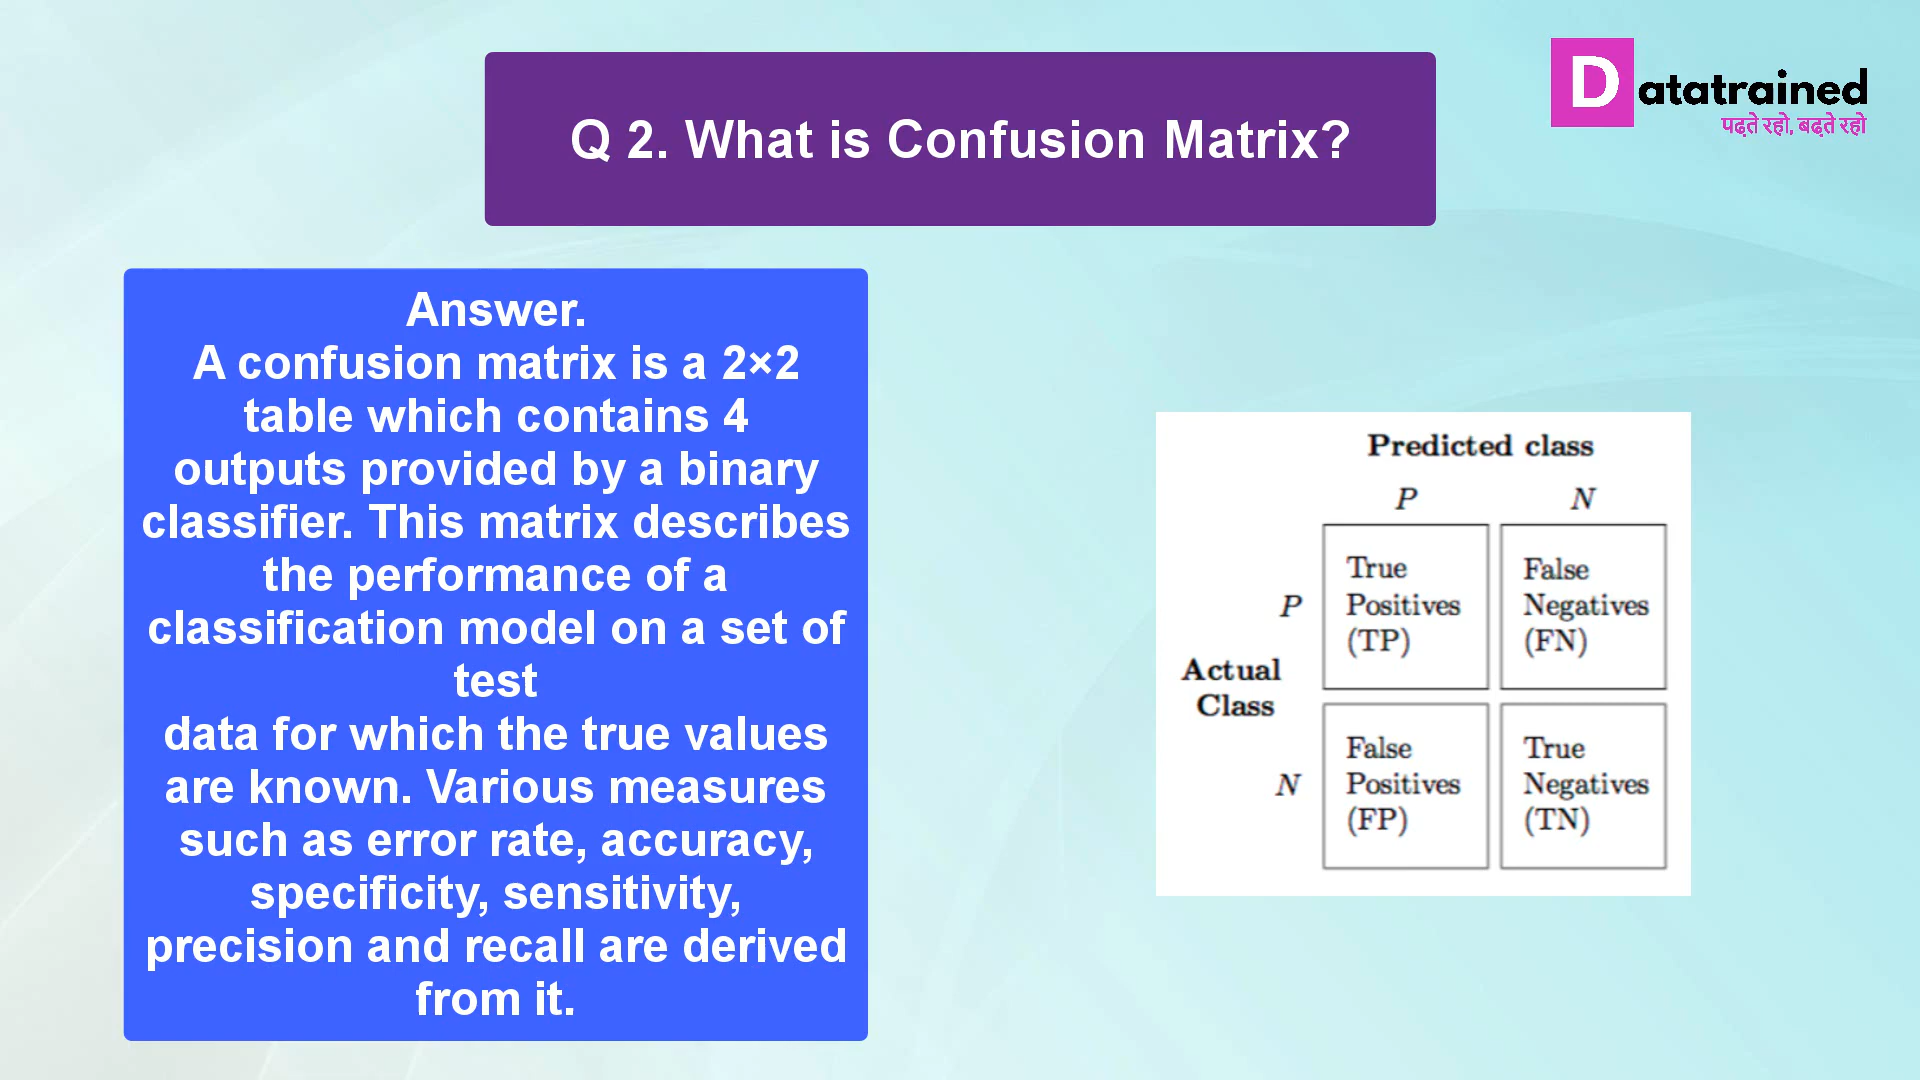 Q 2. What is Confusion Matrix?
Datatrained
पढ़ते रहो, बढ़ते रहो
Answer.
A confusion matrix is a 2×2
table which contains 4
outputs provided by a binary
classifier. This matrix describes
the performance of a
classification model on a set of
test
data for which the true values
are known. Various measures
such as error rate, accuracy,
specificity, sensitivity,
precision and recall are derived
from it.
Predicted class
P N
True
Positives
(TP)
False
Negatives
(FN)
P
Actual
Class
N
False
Positives
(FP)
True
Negatives
(TN)